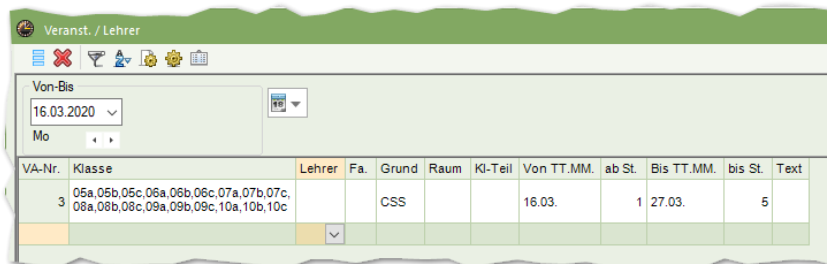 Veranst. / Lehrer
Von-Bis
16.03.2020
Mo
VA-Nr. Klasse Lehrer Fa. Grund Raum Kl-Teil Von TT.MM. ab St. Bis TT.MM. bis St. Text
3 05a,05b,05c,06a,06b,06c,07a,07b,07c, CSS 16.03. 1 27.03. 5
08a,08b,08c,09a,09b,09c,10a,10b,10c